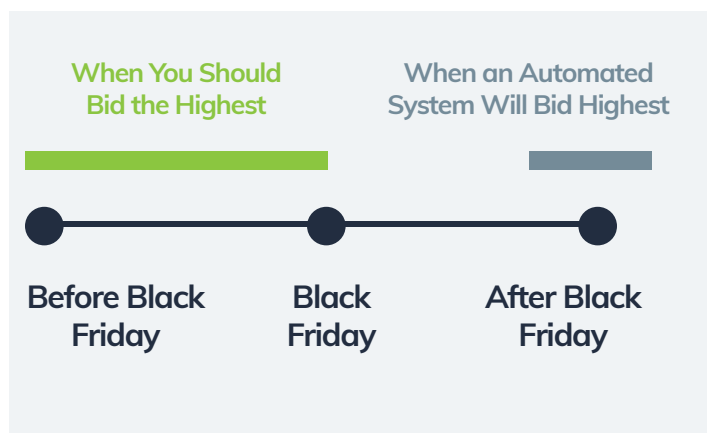 When You Should
Bid the Highest
When an Automated
System Will Bid Highest
Before Black
Friday
Black
Friday
After Black
Friday